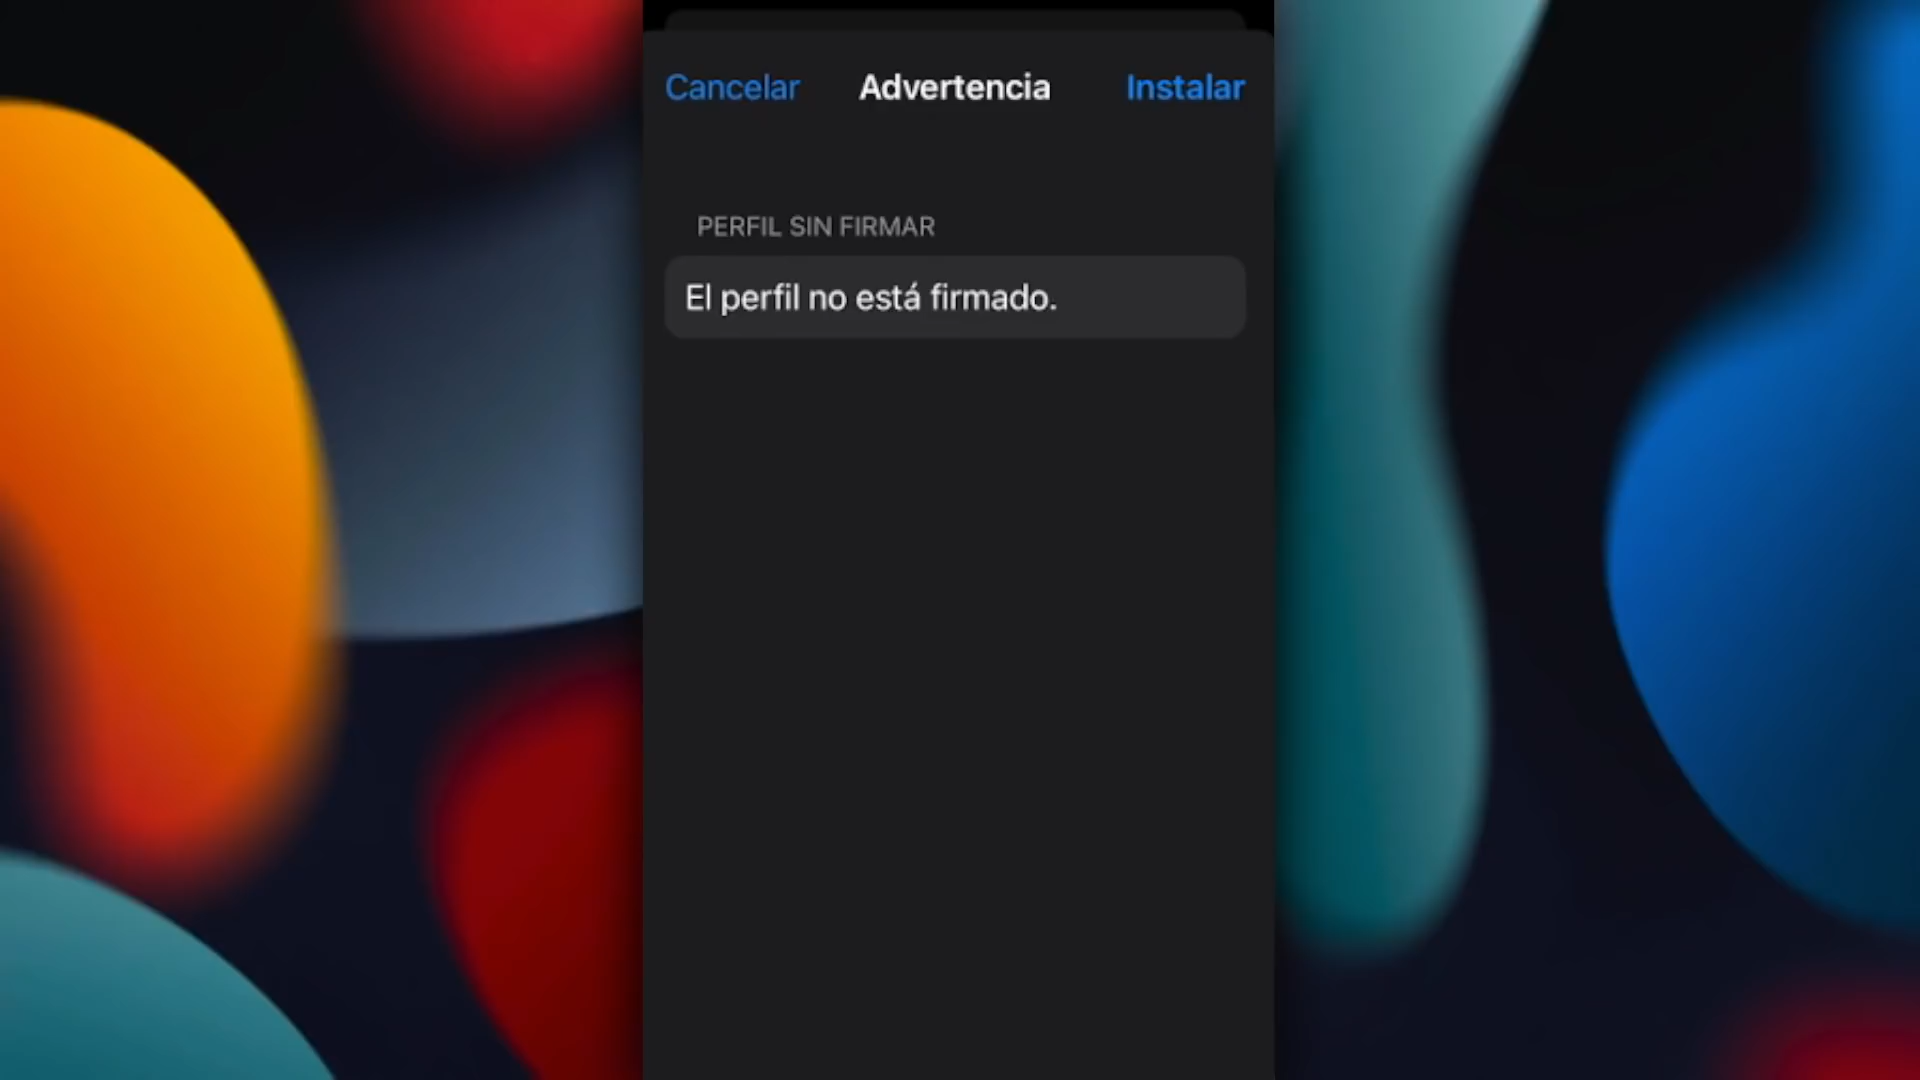 Cancelar Advertencia Instalar
PERFIL SIN FIRMAR
El perfil no está firmado.